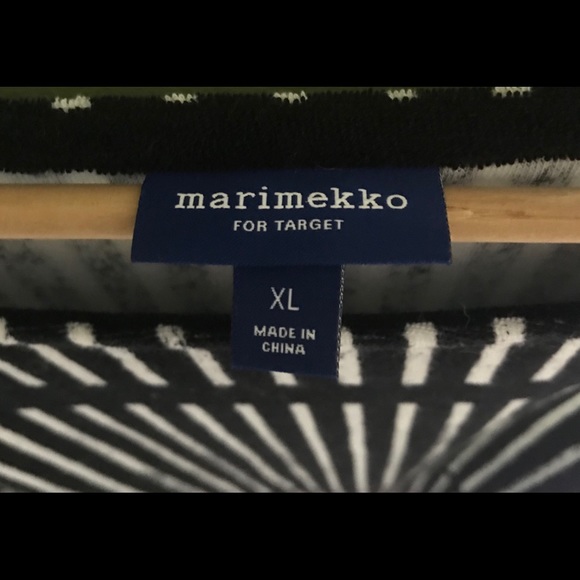 marimekko
FOR TARGET
XL
MADE IN
CHINA